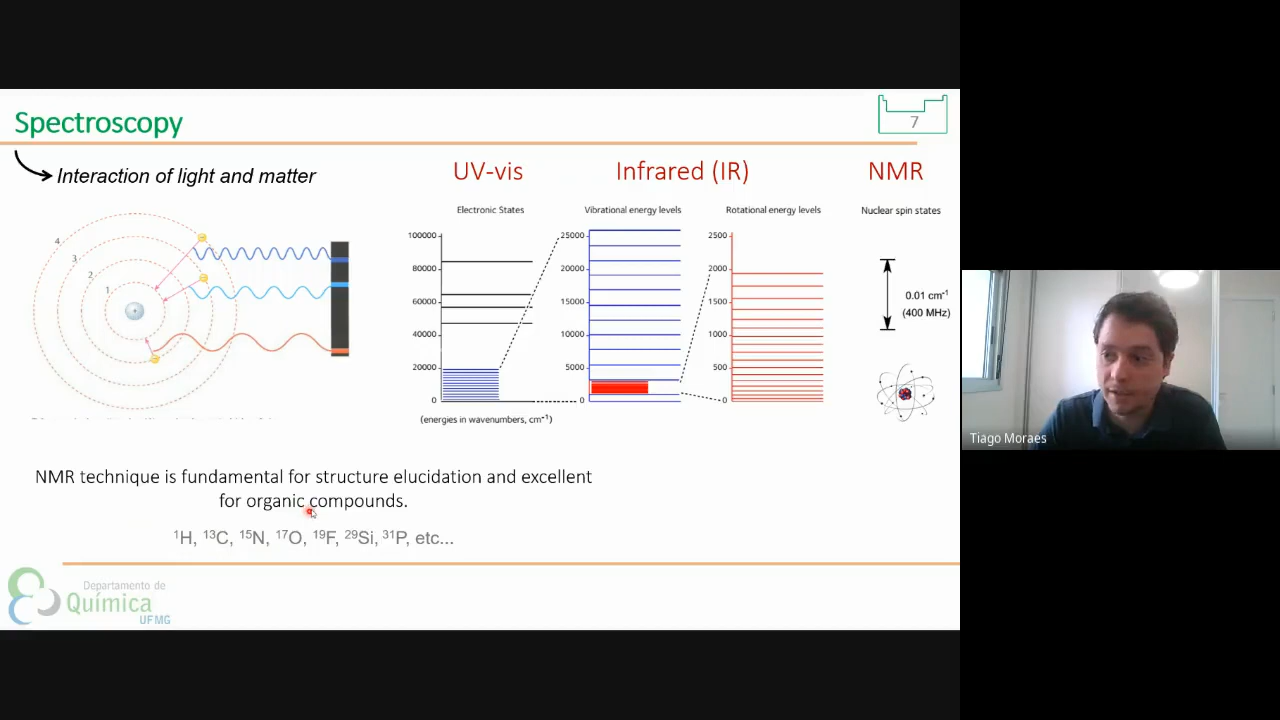 Spectroscopy
7
Interaction of light and matter
UV-vis
Infrared (IR)
NMR
Electronic States
Vibrational energy levels
Rotational energy levels
Nuclear spin states
4
3
2
1
100000
80000
60000
40000
20000
0
25000
20000
15000
10000
5000
0
2500
2000
1500
1000
500
0
0.01 cm⁻¹
(400 MHz)
(energies in wavenumbers, cm⁻¹)
NMR technique is fundamental for structure elucidation and excellent
for organic compounds.
¹H, ¹³C, ¹⁵N, ¹⁷O, ¹⁹F, ²⁹Si, ³¹P, etc...
Departamento de
Química
UFMG
Tiago Moraes